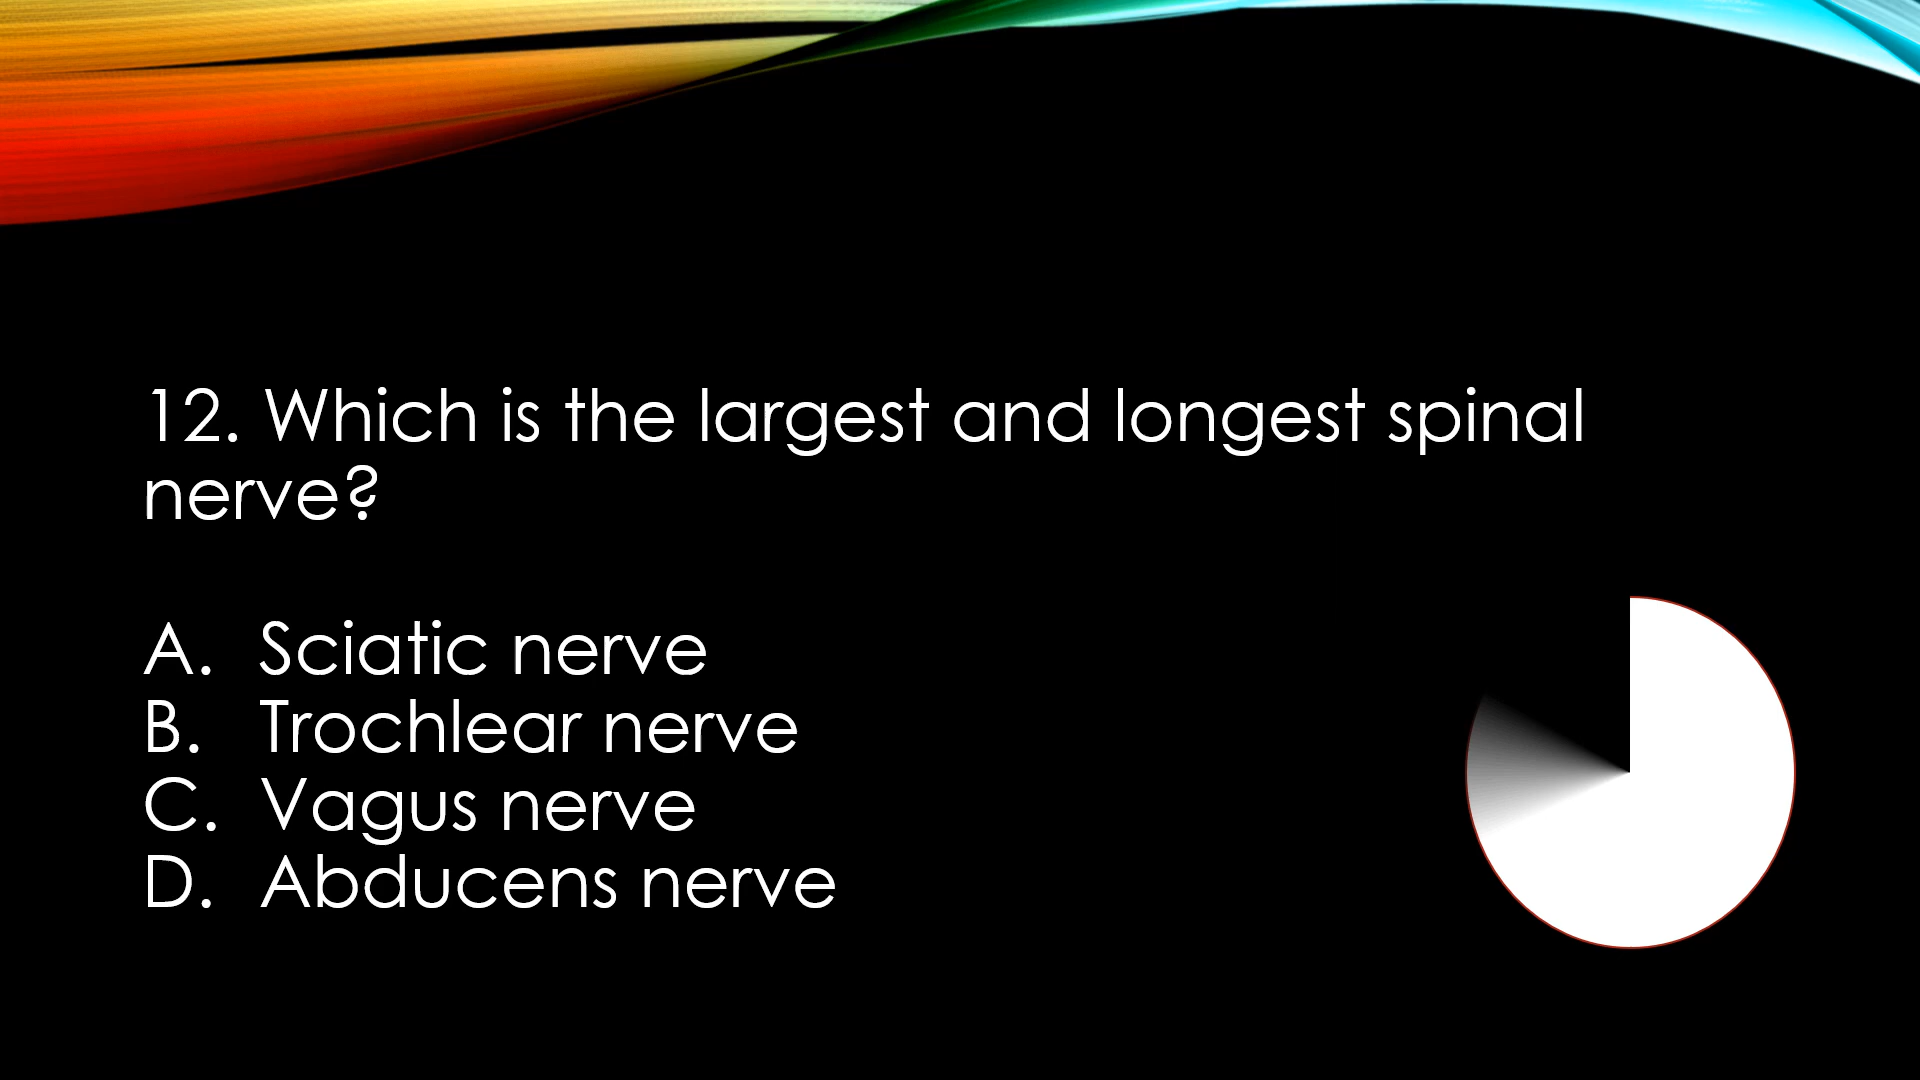 12. Which is the largest and longest spinal
nerve?
A. Sciatic nerve
B. Trochlear nerve
C. Vagus nerve
D. Abducens nerve